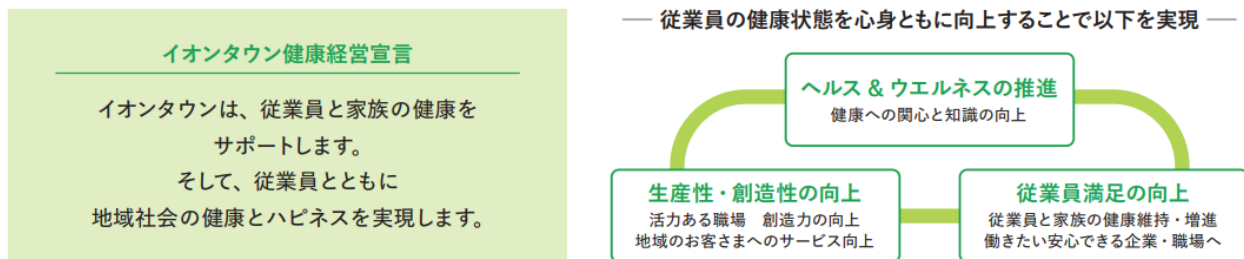 イオンタウン健康経営宣言
イオンタウンは、従業員と家族の健康を
サポートします。
そして、従業員とともに
地域社会の健康とハピネスを実現します。
従業員の健康状態を心身ともに向上することで以下を実現
ヘルス & ウエルネスの推進
健康への関心と知識の向上
生産性・創造性の向上
活力ある職場　創造力の向上
地域のお客さまへのサービス向上
従業員満足の向上
従業員と家族の健康維持・増進
働きたい安心できる企業・職場へ